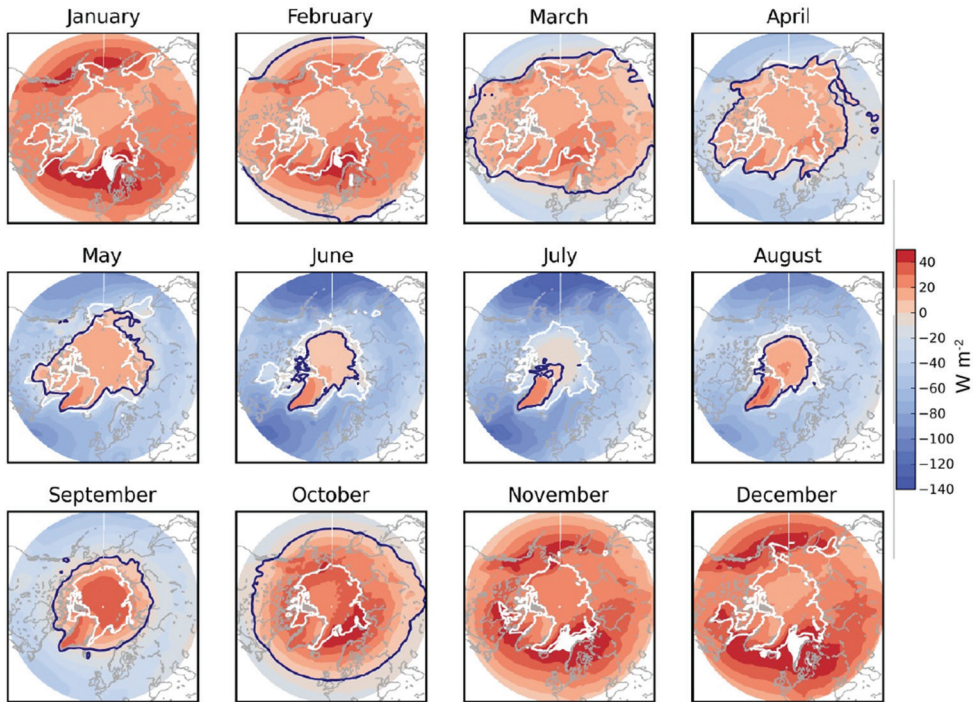 January February March April
May June July August
40
20
0
−20
−40
−60
−80
−100
−120
−140
W m⁻²
September October November December